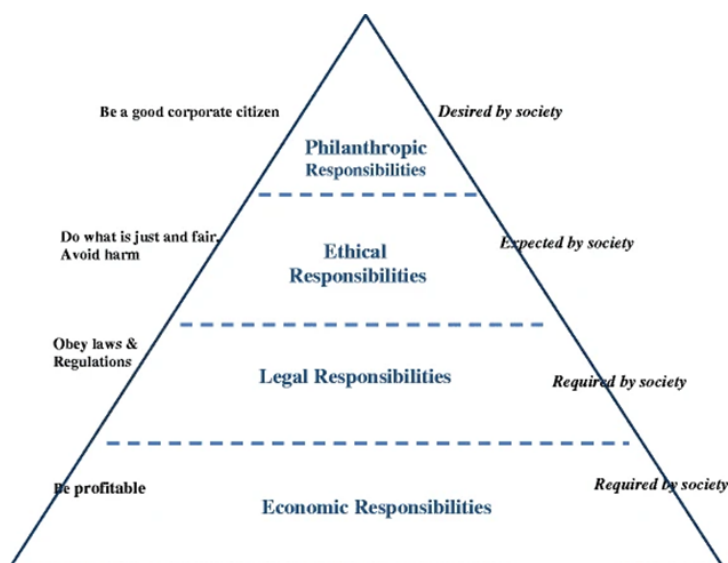 Be a good corporate citizen
Desired by society
Philanthropic
Responsibilities
Do what is just and fair,
Avoid harm
Expected by society
Ethical
Responsibilities
Obey laws &
Regulations
Legal Responsibilities
Required by society
Be profitable
Required by society
Economic Responsibilities